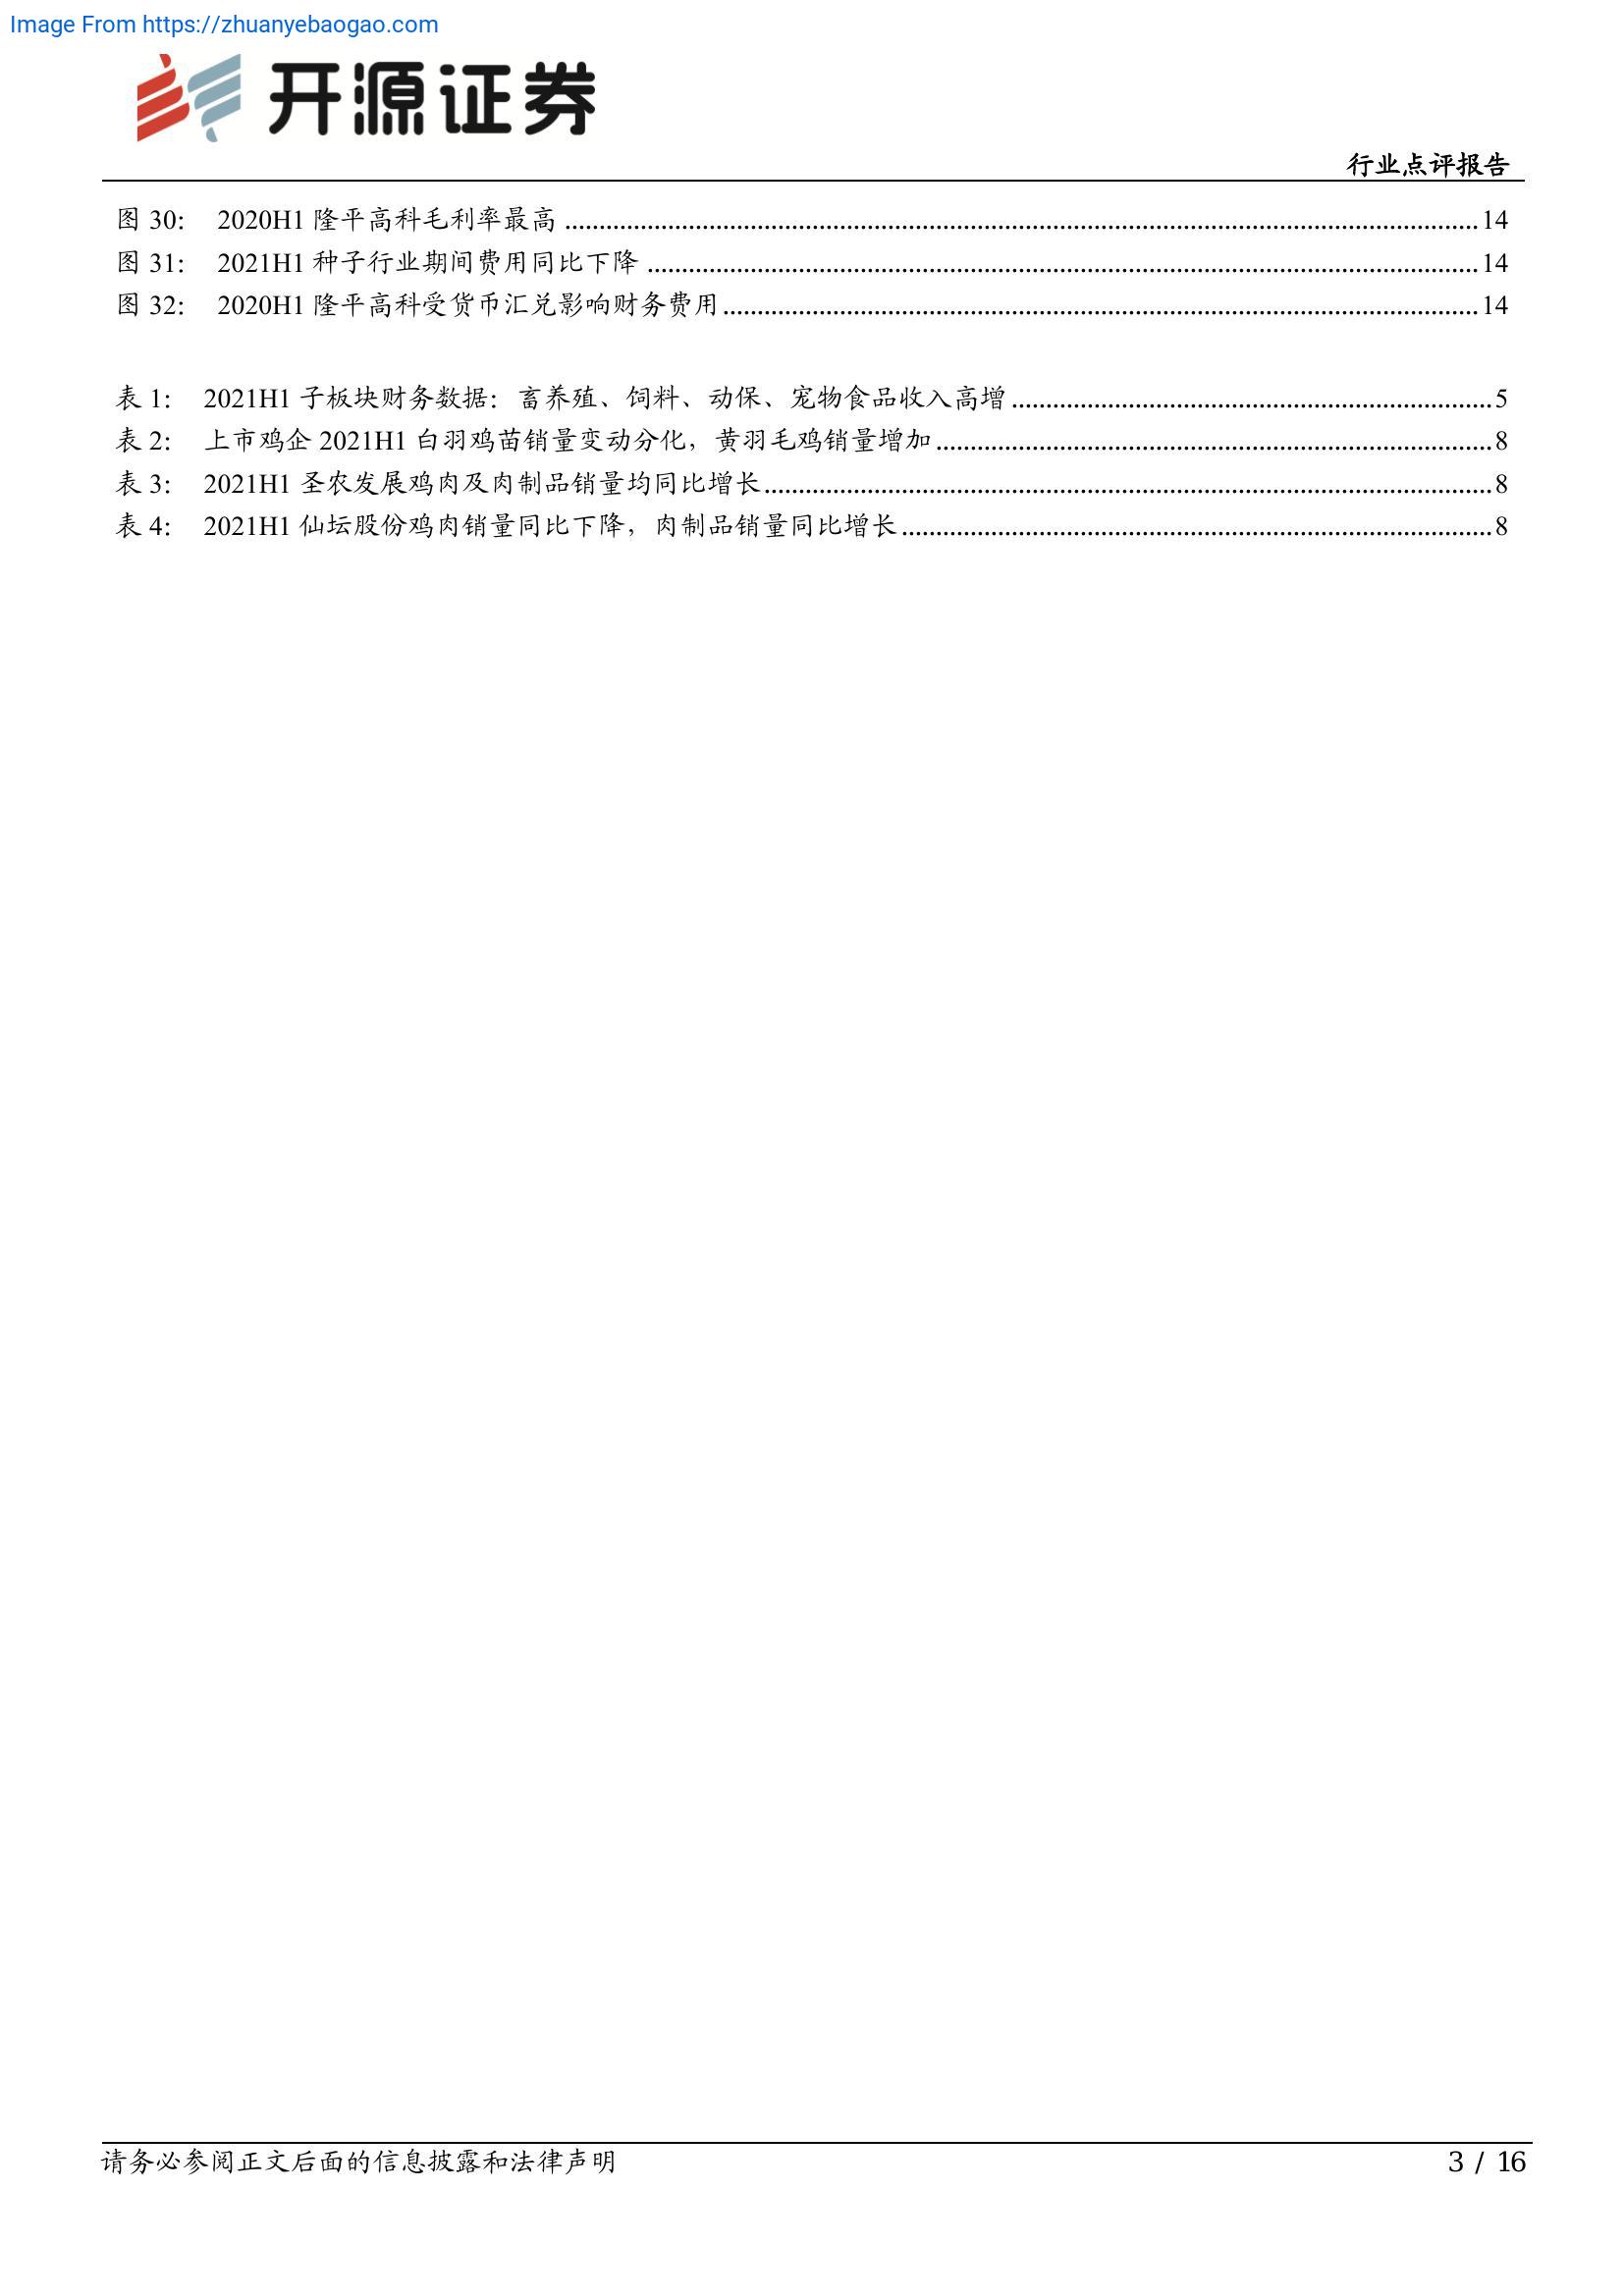 Image From https://zhuanyebaogao.com
开源证券
行业点评报告
图 30： 2020H1 隆平高科毛利率最高 ........ 14
图 31： 2021H1 种子行业期间费用同比下降 ........ 14
图 32： 2020H1 隆平高科受货币汇兑影响财务费用 ........ 14
表 1： 2021H1 子板块财务数据：畜养殖、饲料、动保、宠物食品收入高增 ........ 5
表 2： 上市鸡企 2021H1 白羽鸡苗销量变动分化，黄羽毛鸡销量增加 ........ 8
表 3： 2021H1 圣农发展鸡肉及肉制品销量均同比增长 ........ 8
表 4： 2021H1 仙坛股份鸡肉销量同比下降，肉制品销量同比增长 ........ 8
请务必参阅正文后面的信息披露和法律声明
3 / 16